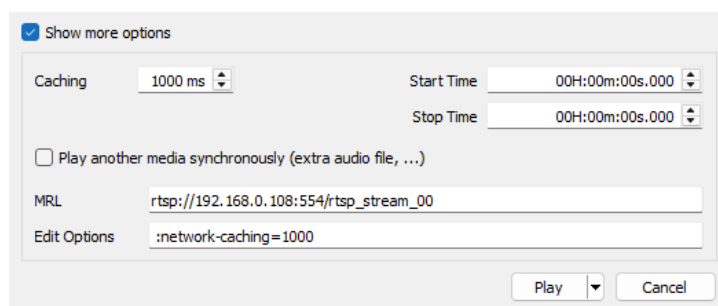 Show more options
Caching 1000 ms Start Time 00H:00m:00s.000
Stop Time 00H:00m:00s.000
Play another media synchronously (extra audio file, ...)
MRL rtsp://192.168.0.108:554/rtsp_stream_00
Edit Options :network-caching=1000
Play Cancel